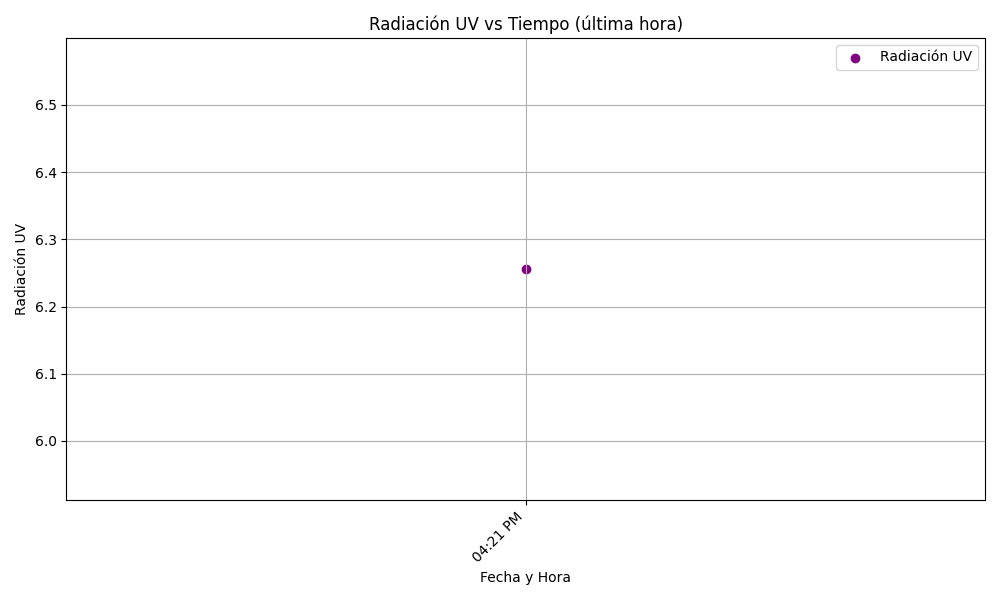 Radiación UV vs Tiempo (última hora)
Radiación UV
6.5
6.4
6.3
6.2
6.1
6.0
Radiación UV
04:21 PM
Fecha y Hora